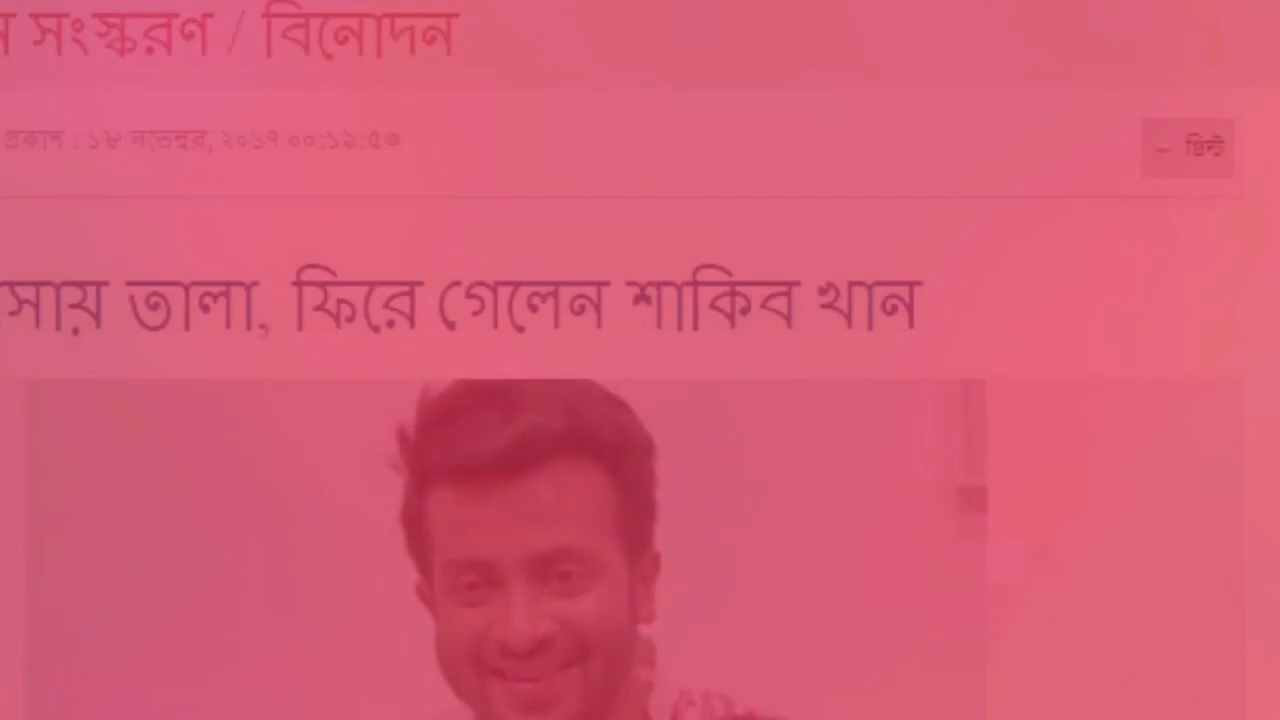 সংস্করণ / বিনোদন
প্রকাশ : ১৮ নভেম্বর, ২০১৭ ০০:১৯:৫৩
– প্রিন্ট
তালা, ফিরে গেলেন শাকিব খান